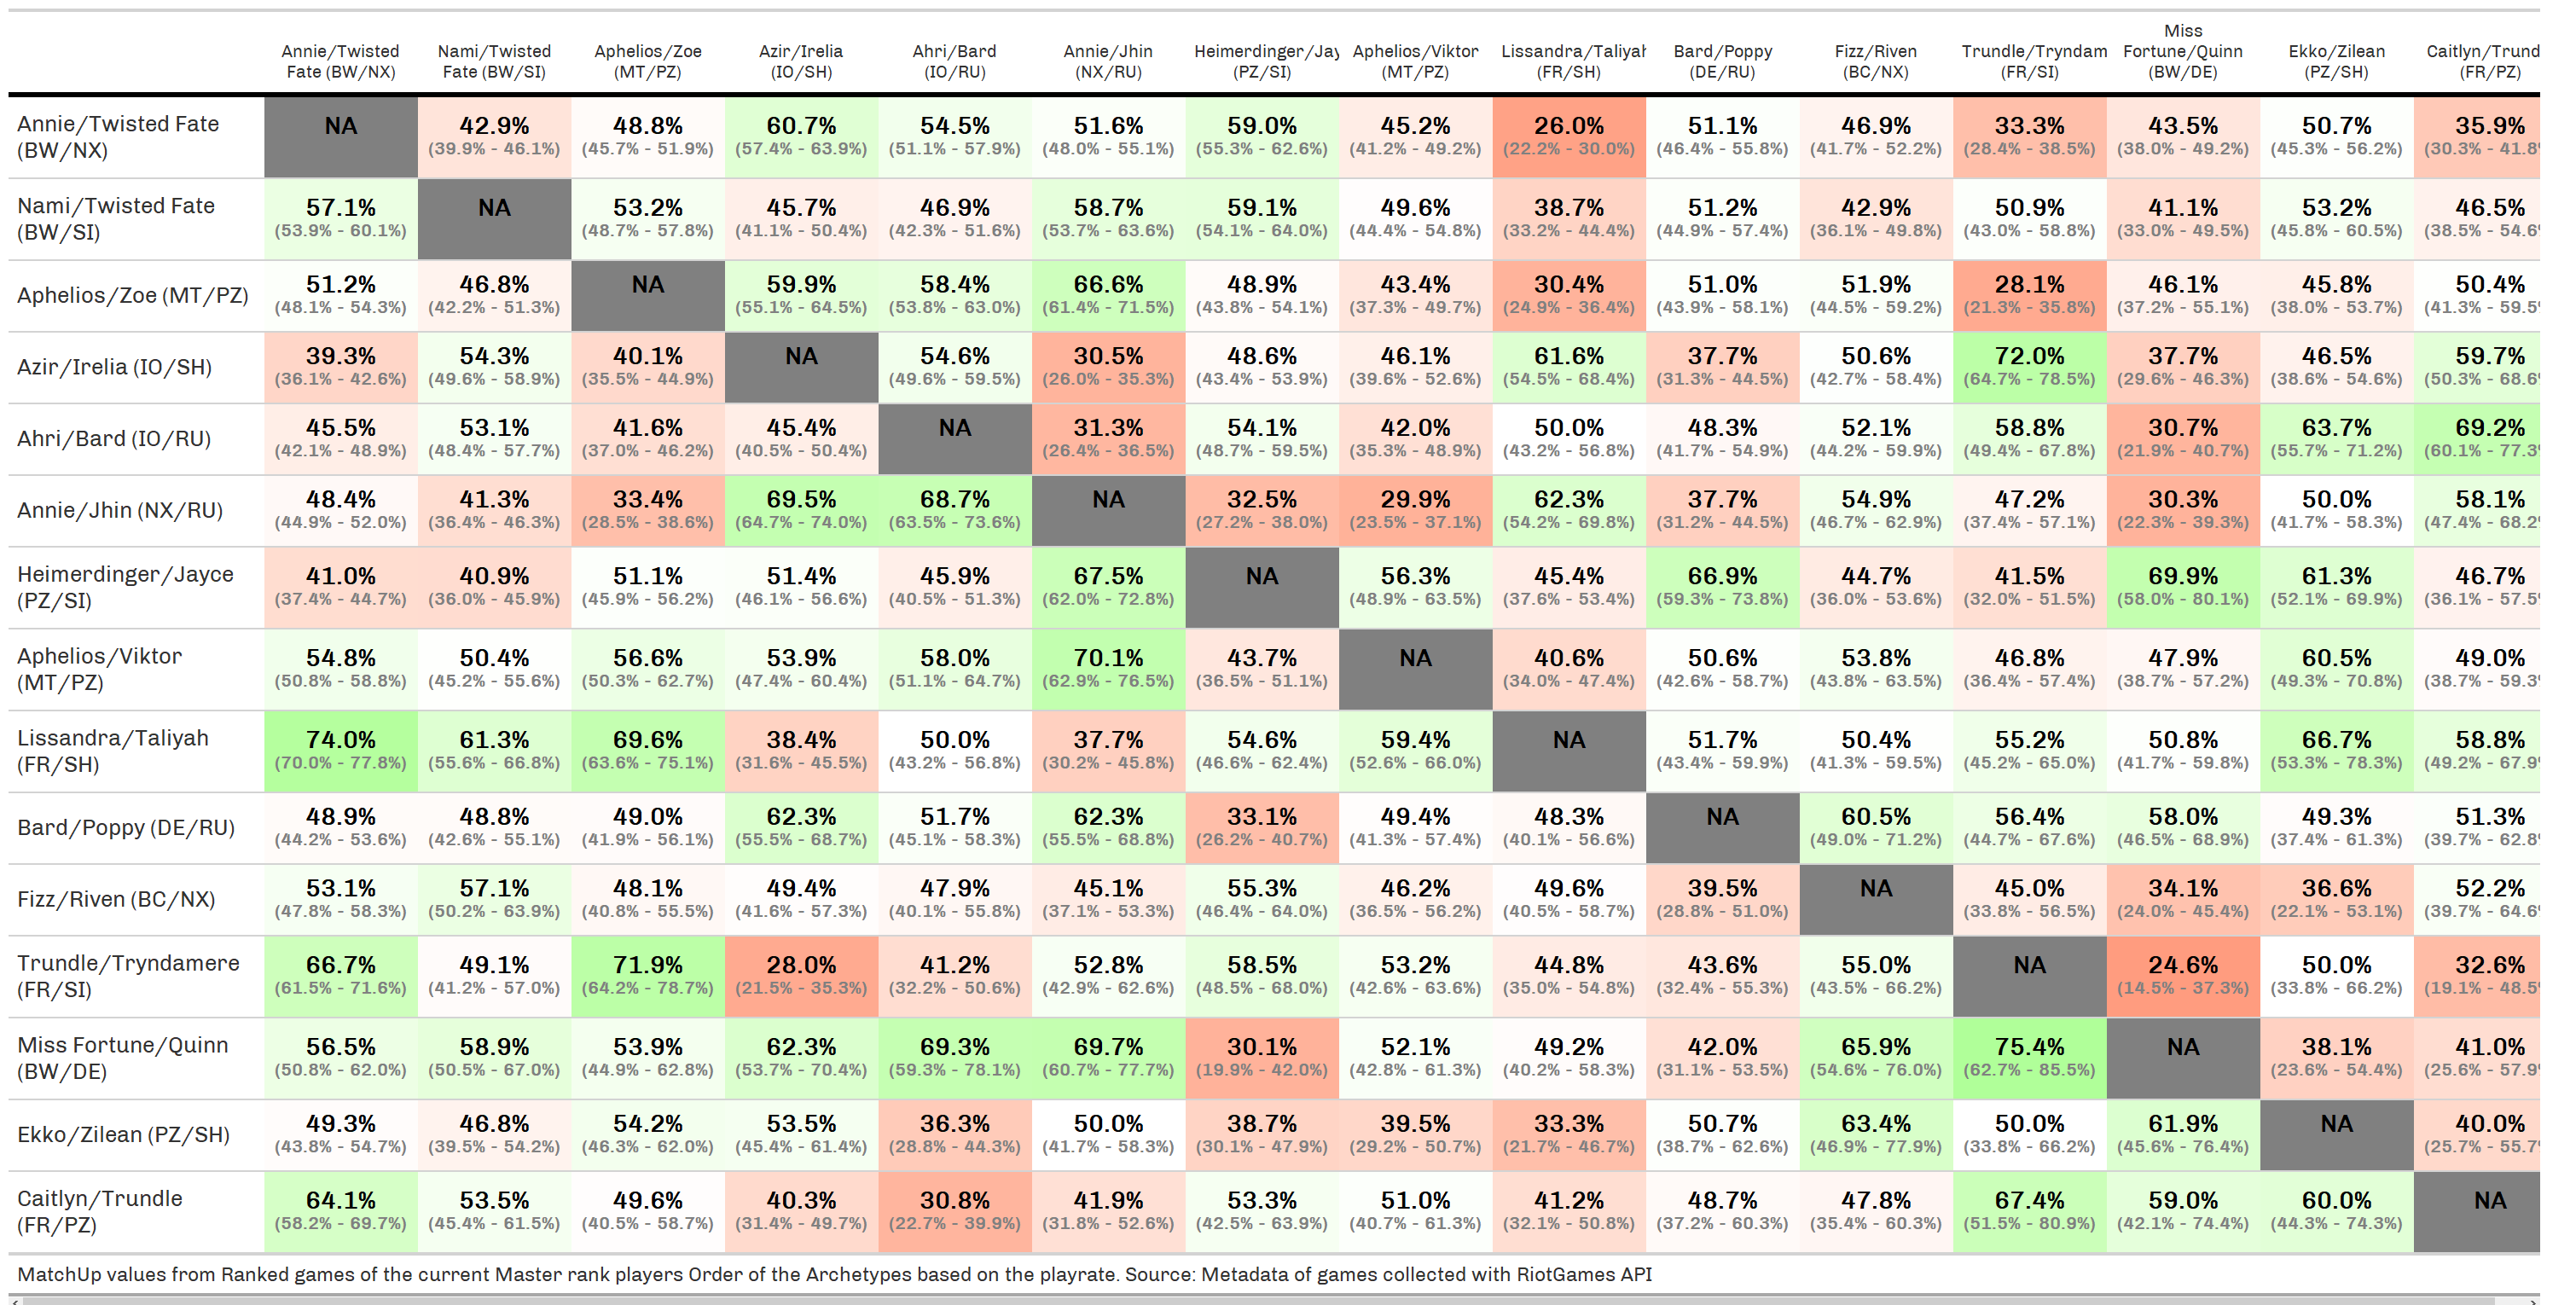 Annie/Twisted Fate (BW/NX) Nami/Twisted Fate (BW/SI) Aphelios/Zoe (MT/PZ) Azir/Irelia (IO/SH) Ahri/Bard (IO/RU) Annie/Jhin (NX/RU) Heimerdinger/Jay (PZ/SI) Aphelios/Viktor (MT/PZ) Lissandra/Taliyah (FR/SH) Bard/Poppy (DE/RU) Fizz/Riven (BC/NX) Trundle/Tryndam (FR/SI) Miss Fortune/Quinn (BW/DE) Ekko/Zilean (PZ/SH) Caitlyn/Trund (FR/PZ)
Annie/Twisted Fate (BW/NX) NA 42.9% 48.8% 60.7% 54.5% 51.6% 59.0% 45.2% 26.0% 51.1% 46.9% 33.3% 43.5% 50.7% 35.9%
(39.9% - 46.1%) (45.7% - 51.9%) (57.4% - 63.9%) (51.1% - 57.9%) (48.0% - 55.1%) (55.3% - 62.6%) (41.2% - 49.2%) (22.2% - 30.0%) (46.4% - 55.8%) (41.7% - 52.2%) (28.4% - 38.5%) (38.0% - 49.2%) (45.3% - 56.2%) (30.3% - 41.8%
Nami/Twisted Fate (BW/SI) 57.1% NA 53.2% 45.7% 46.9% 58.7% 59.1% 49.6% 38.7% 51.2% 42.9% 50.9% 41.1% 53.2% 46.5%
(53.9% - 60.1%) (48.7% - 57.8%) (41.1% - 50.4%) (42.3% - 51.6%) (53.7% - 63.6%) (54.1% - 64.0%) (44.4% - 54.8%) (33.2% - 44.4%) (44.9% - 57.4%) (36.1% - 49.8%) (43.0% - 58.8%) (33.0% - 49.5%) (45.8% - 60.5%) (38.5% - 54.6%
Aphelios/Zoe (MT/PZ) 51.2% 46.8% NA 59.9% 58.4% 66.6% 48.9% 43.4% 30.4% 51.0% 51.9% 28.1% 46.1% 45.8% 50.4%
(48.1% - 54.3%) (42.2% - 51.3%) (55.1% - 64.5%) (53.8% - 63.0%) (61.4% - 71.5%) (43.8% - 54.1%) (37.3% - 49.7%) (24.9% - 36.4%) (43.9% - 58.1%) (44.5% - 59.2%) (21.3% - 35.8%) (37.2% - 55.1%) (38.0% - 53.7%) (41.3% - 59.5%
Azir/Irelia (IO/SH) 39.3% 54.3% 40.1% NA 54.6% 30.5% 48.6% 46.1% 61.6% 37.7% 50.6% 72.0% 37.7% 46.5% 59.7%
(36.1% - 42.6%) (49.6% - 58.9%) (35.5% - 44.9%) (49.6% - 59.5%) (26.0% - 35.3%) (43.4% - 53.9%) (39.6% - 52.6%) (54.5% - 68.4%) (31.3% - 44.5%) (42.7% - 58.4%) (64.7% - 78.5%) (29.6% - 46.3%) (38.6% - 54.6%) (50.3% - 68.6%
Ahri/Bard (IO/RU) 45.5% 53.1% 41.6% 45.4% NA 31.3% 54.1% 42.0% 50.0% 48.3% 52.1% 58.8% 30.7% 63.7% 69.2%
(42.1% - 48.9%) (48.4% - 57.7%) (37.0% - 46.2%) (40.5% - 50.4%) (26.4% - 36.5%) (48.7% - 59.5%) (35.3% - 48.9%) (43.2% - 56.8%) (41.7% - 54.9%) (44.2% - 59.9%) (49.4% - 67.8%) (21.9% - 40.7%) (55.7% - 71.2%) (60.1% - 77.3%
Annie/Jhin (NX/RU) 48.4% 41.3% 33.4% 69.5% 68.7% NA 32.5% 29.9% 62.3% 37.7% 54.9% 47.2% 30.3% 50.0% 58.1%
(44.9% - 52.0%) (36.4% - 46.3%) (28.5% - 38.6%) (64.7% - 74.0%) (63.5% - 73.6%) (27.2% - 38.0%) (23.5% - 37.1%) (54.2% - 69.8%) (31.2% - 44.5%) (46.7% - 62.9%) (37.4% - 57.1%) (22.3% - 39.3%) (41.7% - 58.3%) (47.4% - 68.2%
Heimerdinger/Jayce (PZ/SI) 41.0% 40.9% 51.1% 51.4% 45.9% 67.5% NA 56.3% 45.4% 66.9% 44.7% 41.5% 69.9% 61.3% 46.7%
(37.4% - 44.7%) (36.0% - 45.9%) (45.9% - 56.2%) (46.1% - 56.6%) (40.5% - 51.3%) (62.0% - 72.8%) (48.9% - 63.5%) (37.6% - 53.4%) (59.3% - 73.8%) (36.0% - 53.6%) (32.0% - 51.5%) (58.0% - 80.1%) (52.1% - 69.9%) (36.1% - 57.5%
Aphelios/Viktor (MT/PZ) 54.8% 50.4% 56.6% 53.9% 58.0% 70.1% 43.7% NA 40.6% 50.6% 53.8% 46.8% 47.9% 60.5% 49.0%
(50.8% - 58.8%) (45.2% - 55.6%) (50.3% - 62.7%) (47.4% - 60.4%) (51.1% - 64.7%) (62.9% - 76.5%) (36.5% - 51.1%) (34.0% - 47.4%) (42.6% - 58.7%) (43.8% - 63.5%) (36.4% - 57.4%) (38.7% - 57.2%) (49.3% - 70.8%) (38.7% - 59.3%
Lissandra/Taliyah (FR/SH) 74.0% 61.3% 69.6% 38.4% 50.0% 37.7% 54.6% 59.4% NA 51.7% 50.4% 55.2% 50.8% 66.7% 58.8%
(70.0% - 77.8%) (55.6% - 66.8%) (63.6% - 75.1%) (31.6% - 45.5%) (43.2% - 56.8%) (30.2% - 45.8%) (46.6% - 62.4%) (52.6% - 66.0%) (43.4% - 59.9%) (41.3% - 59.5%) (45.2% - 65.0%) (41.7% - 59.8%) (53.3% - 78.3%) (49.2% - 67.9%
Bard/Poppy (DE/RU) 48.9% 48.8% 49.0% 62.3% 51.7% 62.3% 33.1% 49.4% 48.3% NA 60.5% 56.4% 58.0% 49.3% 51.3%
(44.2% - 53.6%) (42.6% - 55.1%) (41.9% - 56.1%) (55.5% - 68.7%) (45.1% - 58.3%) (55.5% - 68.8%) (26.2% - 40.7%) (41.3% - 57.4%) (40.1% - 56.6%) (49.0% - 71.2%) (44.7% - 67.6%) (46.5% - 68.9%) (37.4% - 61.3%) (39.7% - 62.8%
Fizz/Riven (BC/NX) 53.1% 57.1% 48.1% 49.4% 47.9% 45.1% 55.3% 46.2% 49.6% 39.5% NA 45.0% 34.1% 36.6% 52.2%
(47.8% - 58.3%) (50.2% - 63.9%) (40.8% - 55.5%) (41.6% - 57.3%) (40.1% - 55.8%) (37.1% - 53.3%) (46.4% - 64.0%) (36.5% - 56.2%) (40.5% - 58.7%) (28.8% - 51.0%) (33.8% - 56.5%) (24.0% - 45.4%) (22.1% - 53.1%) (39.7% - 64.6%
Trundle/Tryndamere (FR/SI) 66.7% 49.1% 71.9% 28.0% 41.2% 52.8% 58.5% 53.2% 44.8% 43.6% 55.0% NA 24.6% 50.0% 32.6%
(61.5% - 71.6%) (41.2% - 57.0%) (64.2% - 78.7%) (21.5% - 35.3%) (32.2% - 50.6%) (42.9% - 62.6%) (48.5% - 68.0%) (42.6% - 63.6%) (35.0% - 54.8%) (32.4% - 55.3%) (43.5% - 66.2%) (14.5% - 37.3%) (33.8% - 66.2%) (19.1% - 48.5%
Miss Fortune/Quinn (BW/DE) 56.5% 58.9% 53.9% 62.3% 69.3% 69.7% 30.1% 52.1% 49.2% 42.0% 65.9% 75.4% NA 38.1% 41.0%
(50.8% - 62.0%) (50.5% - 67.0%) (44.9% - 62.8%) (53.7% - 70.4%) (59.3% - 78.1%) (60.7% - 77.7%) (19.9% - 42.0%) (42.8% - 61.3%) (40.2% - 58.3%) (31.1% - 53.5%) (54.6% - 76.0%) (62.7% - 85.5%) (23.6% - 54.4%) (25.6% - 57.9%
Ekko/Zilean (PZ/SH) 49.3% 46.8% 54.2% 53.5% 36.3% 50.0% 38.7% 39.5% 33.3% 50.7% 63.4% 50.0% 61.9% NA 40.0%
(43.8% - 54.7%) (39.5% - 54.2%) (46.3% - 62.0%) (45.4% - 61.4%) (28.8% - 44.3%) (41.7% - 58.3%) (30.1% - 47.9%) (29.2% - 50.7%) (21.7% - 46.7%) (38.7% - 62.6%) (46.9% - 77.9%) (33.8% - 66.2%) (45.6% - 76.4%) (25.7% - 55.7%
Caitlyn/Trundle (FR/PZ) 64.1% 53.5% 49.6% 40.3% 30.8% 41.9% 53.3% 51.0% 41.2% 48.7% 47.8% 67.4% 59.0% 60.0% NA
(58.2% - 69.7%) (45.4% - 61.5%) (40.5% - 58.7%) (31.4% - 49.7%) (22.7% - 39.9%) (31.8% - 52.6%) (42.5% - 63.9%) (40.7% - 61.3%) (32.1% - 50.8%) (37.2% - 60.3%) (35.4% - 60.3%) (51.5% - 80.9%) (42.1% - 74.4%) (44.3% - 74.3%)
MatchUp values from Ranked games of the current Master rank players Order of the Archetypes based on the playrate. Source: Metadata of games collected with RiotGames API